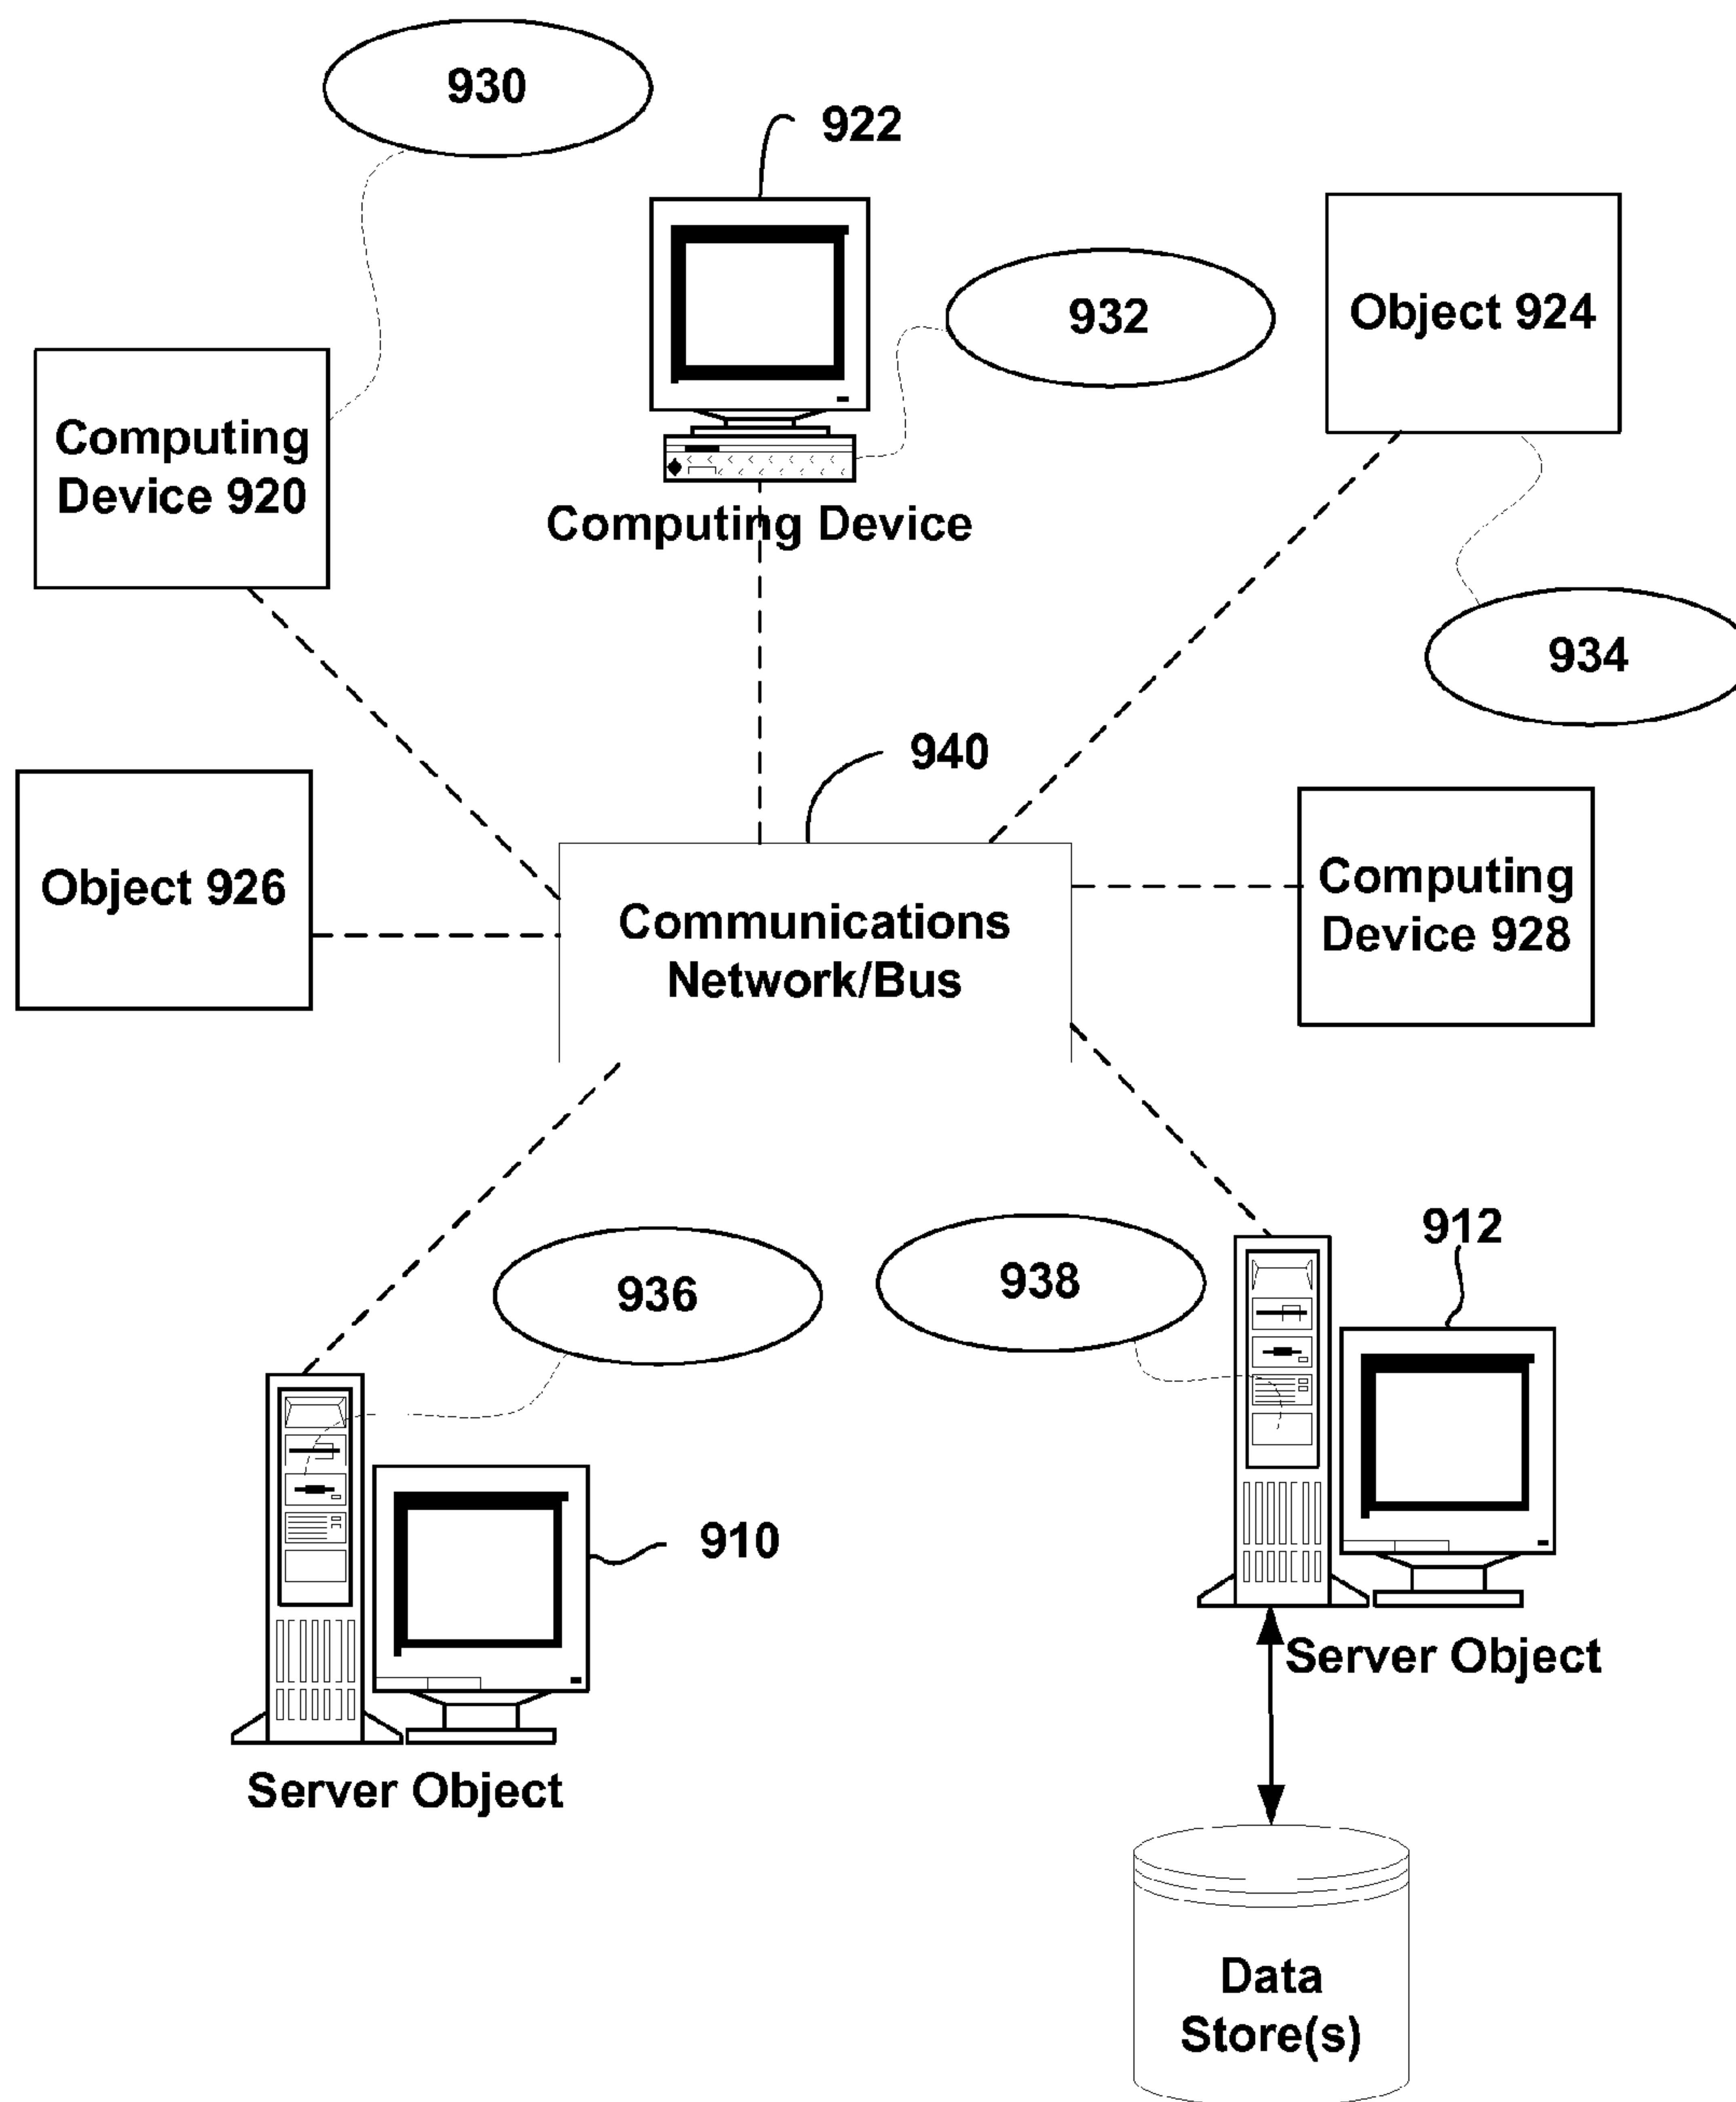 930
922
932
Object 924
Computing
Device 920
Computing Device
934
940
Object 926
Communications
Network/Bus
Computing
Device 928
936
938
912
910
Server Object
Server Object
Data
Store(s)